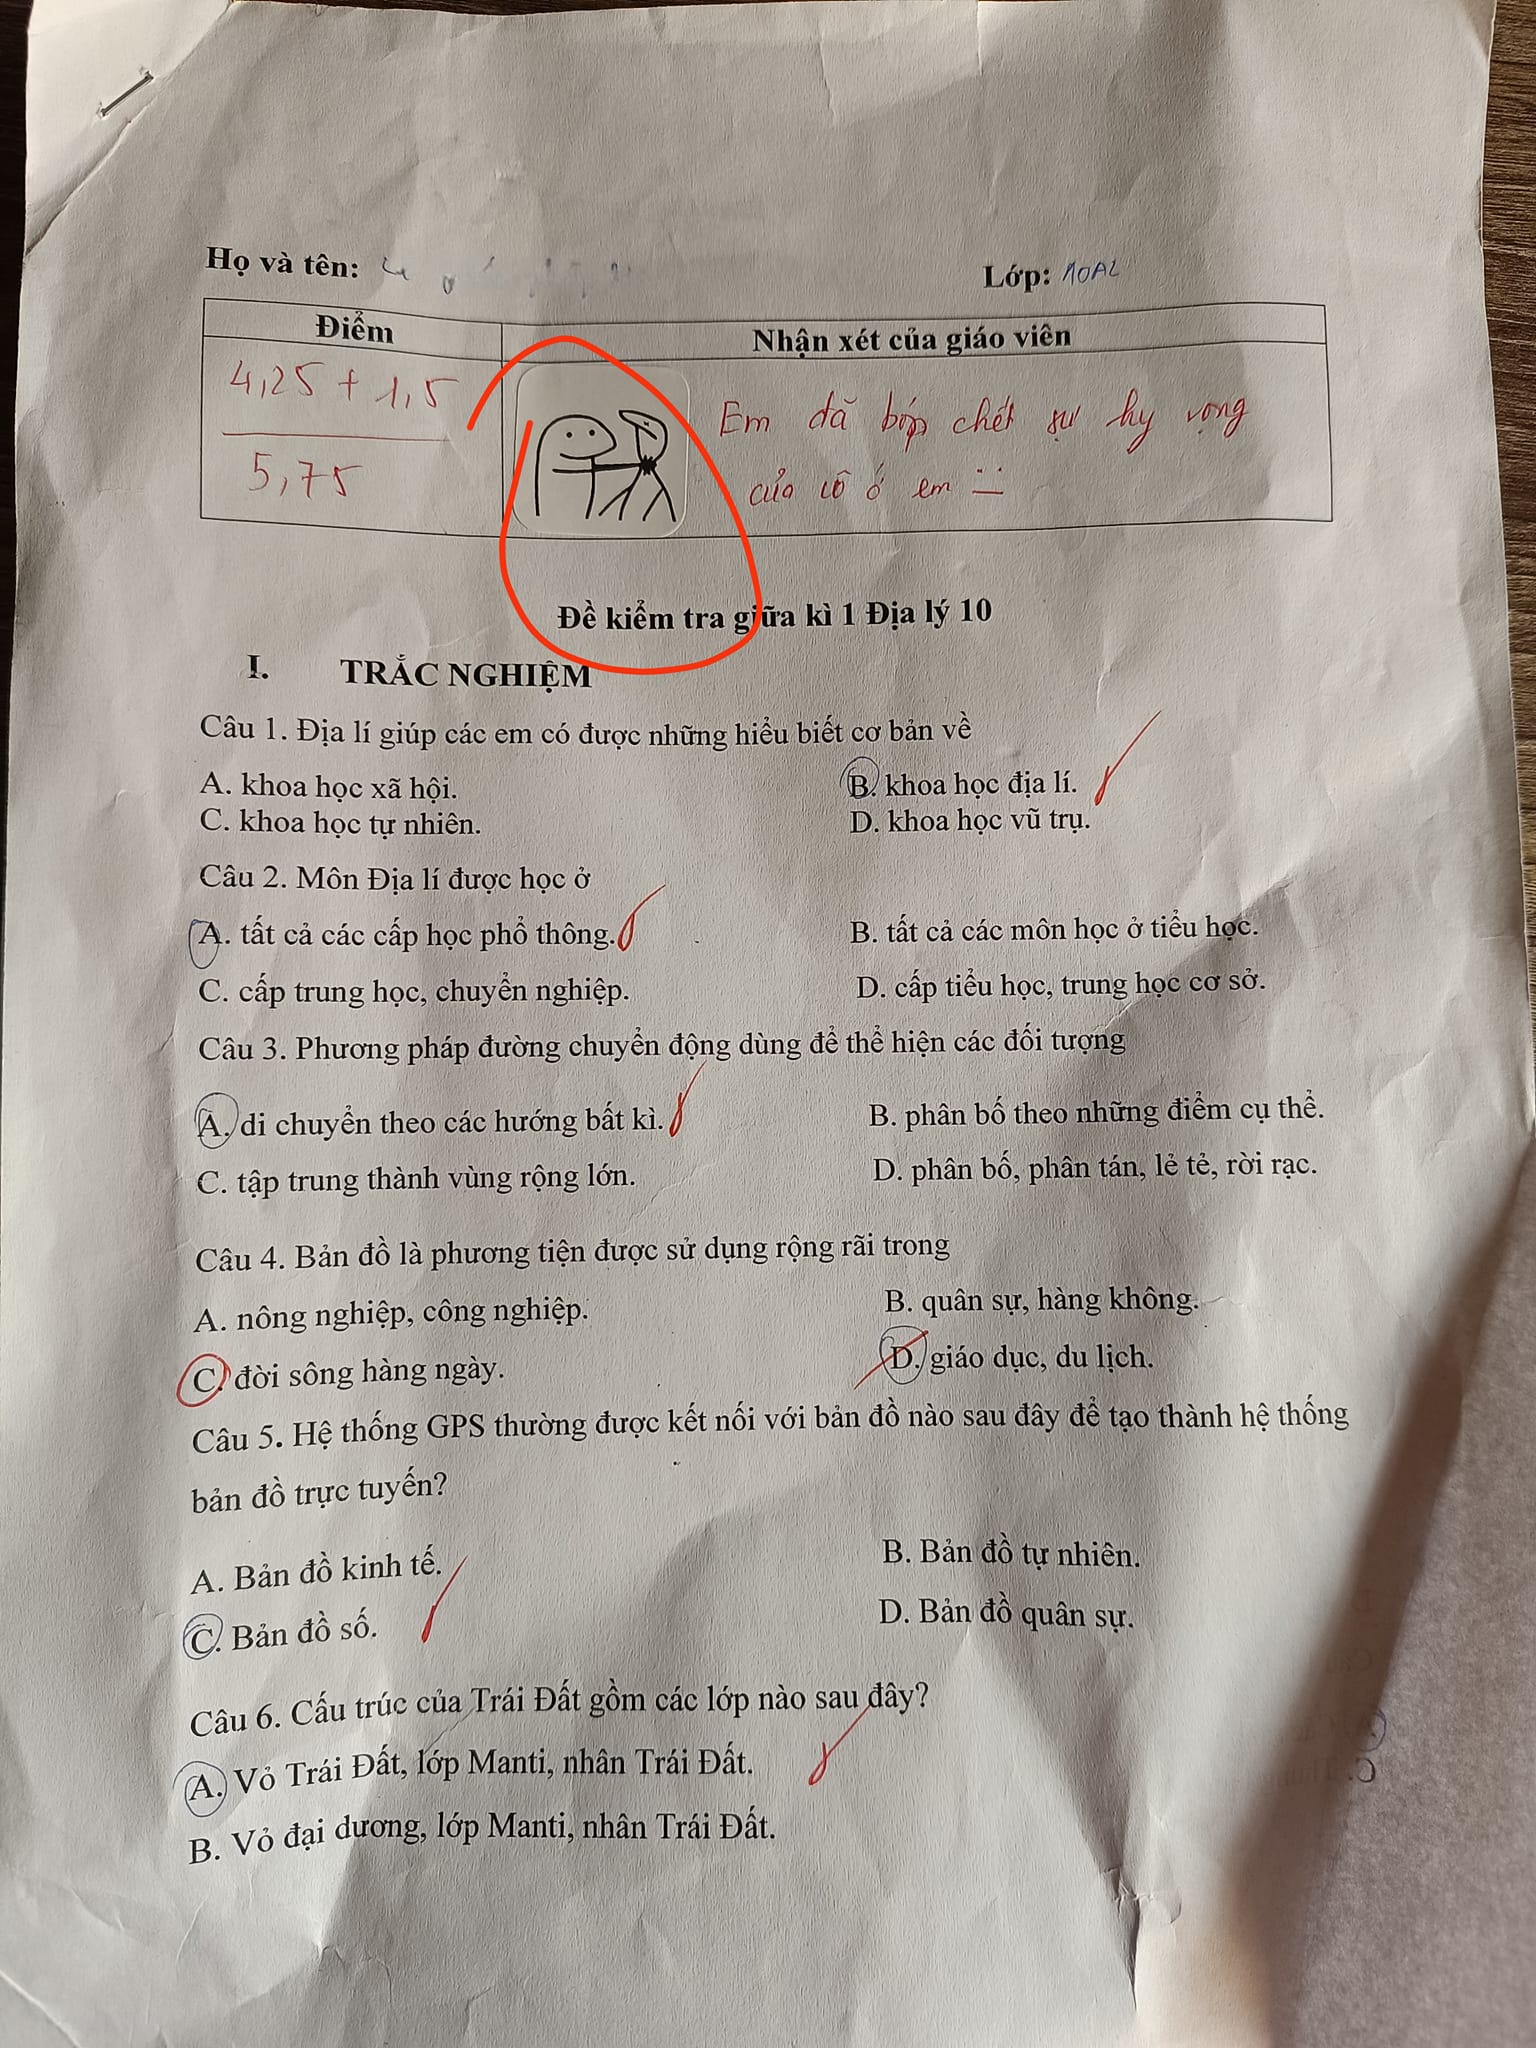 Họ và tên:
Lớp: 10A2
Điểm
Nhận xét của giáo viên
4,25 + 1,5
5,75
Em đã bóp chết sự hy vọng
của cô ở em
Đề kiểm tra giữa kì 1 Địa lý 10
I. TRẮC NGHIỆM
Câu 1. Địa lí giúp các em có được những hiểu biết cơ bản về
A. khoa học xã hội. B. khoa học địa lí.
C. khoa học tự nhiên. D. khoa học vũ trụ.
Câu 2. Môn Địa lí được học ở
A. tất cả các cấp học phổ thông. B. tất cả các môn học ở tiểu học.
C. cấp trung học, chuyển nghiệp. D. cấp tiểu học, trung học cơ sở.
Câu 3. Phương pháp đường chuyển động dùng để thể hiện các đối tượng
A. di chuyển theo các hướng bất kì. B. phân bố theo những điểm cụ thể.
C. tập trung thành vùng rộng lớn. D. phân bố, phân tán, lẻ tẻ, rời rạc.
Câu 4. Bản đồ là phương tiện được sử dụng rộng rãi trong
A. nông nghiệp, công nghiệp. B. quân sự, hàng không.
C. đời sông hàng ngày. D. giáo dục, du lịch.
Câu 5. Hệ thống GPS thường được kết nối với bản đồ nào sau đây để tạo thành hệ thống
bản đồ trực tuyến?
A. Bản đồ kinh tế. B. Bản đồ tự nhiên.
C. Bản đồ số. D. Bản đồ quân sự.
Câu 6. Cấu trúc của Trái Đất gồm các lớp nào sau đây?
A. Vỏ Trái Đất, lớp Manti, nhân Trái Đất.
B. Vỏ đại dương, lớp Manti, nhân Trái Đất.